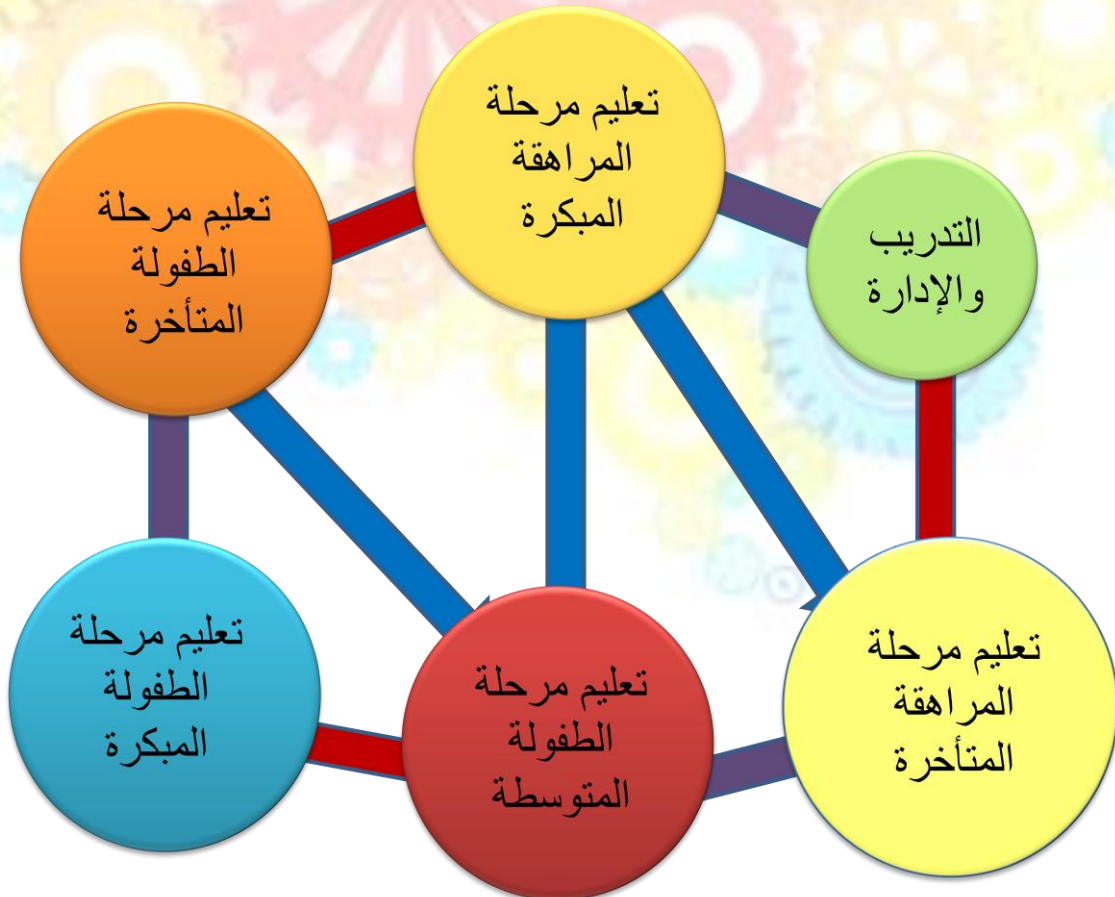 تعليم مرحلة
المراهقة
المبكرة
التدريب
والإدارة
تعليم مرحلة
الطفولة
المتأخرة
تعليم مرحلة
المراهقة
المتأخرة
تعليم مرحلة
الطفولة
المتوسطة
تعليم مرحلة
الطفولة
المبكرة